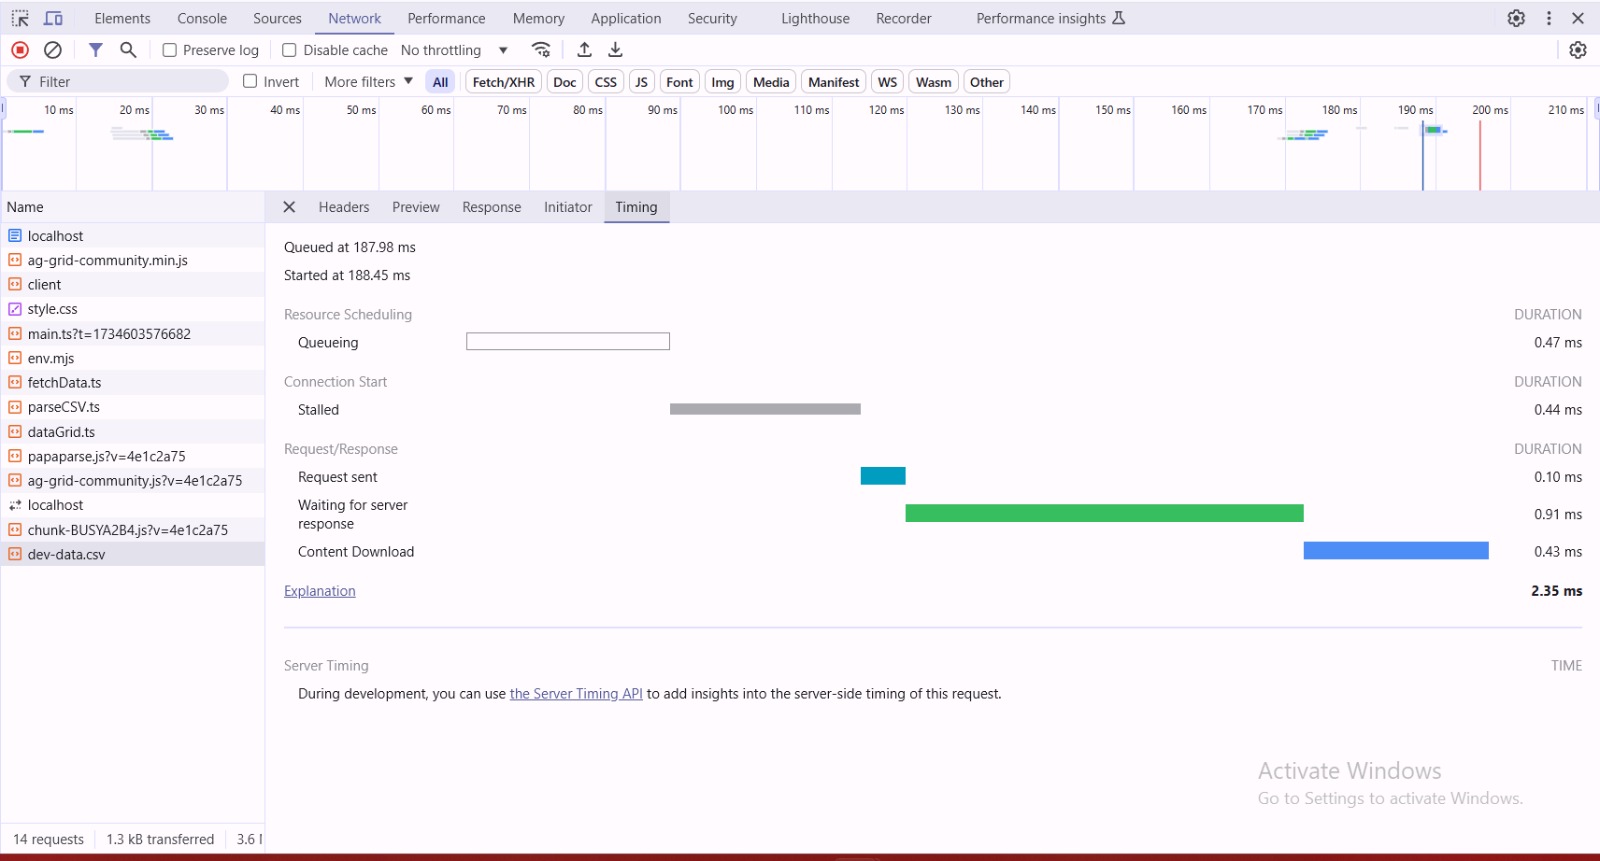 Elements Console Sources Network Performance Memory Application Security Lighthouse Recorder Performance insights
Preserve log Disable cache No throttling
Filter Invert More filters All Fetch/XHR Doc CSS JS Font Img Media Manifest WS Wasm Other
10 ms 20 ms 30 ms 40 ms 50 ms 60 ms 70 ms 80 ms 90 ms 100 ms 110 ms 120 ms 130 ms 140 ms 150 ms 160 ms 170 ms 180 ms 190 ms 200 ms 210 ms
Name
localhost
ag-grid-community.min.js
client
style.css
main.ts?t=1734603576682
env.mjs
fetchData.ts
parseCSV.ts
dataGrid.ts
papaparse.js?v=4e1c2a75
ag-grid-community.js?v=4e1c2a75
localhost
chunk-BUSYA2B4.js?v=4e1c2a75
dev-data.csv
14 requests 1.3 kB transferred 3.6
Headers Preview Response Initiator Timing
Queued at 187.98 ms
Started at 188.45 ms
Resource Scheduling DURATION
Queueing 0.47 ms
Connection Start DURATION
Stalled 0.44 ms
Request/Response DURATION
Request sent 0.10 ms
Waiting for server
response 0.91 ms
Content Download 0.43 ms
Explanation 2.35 ms
Server Timing TIME
During development, you can use the Server Timing API to add insights into the server-side timing of this request.
Activate Windows
Go to Settings to activate Windows.